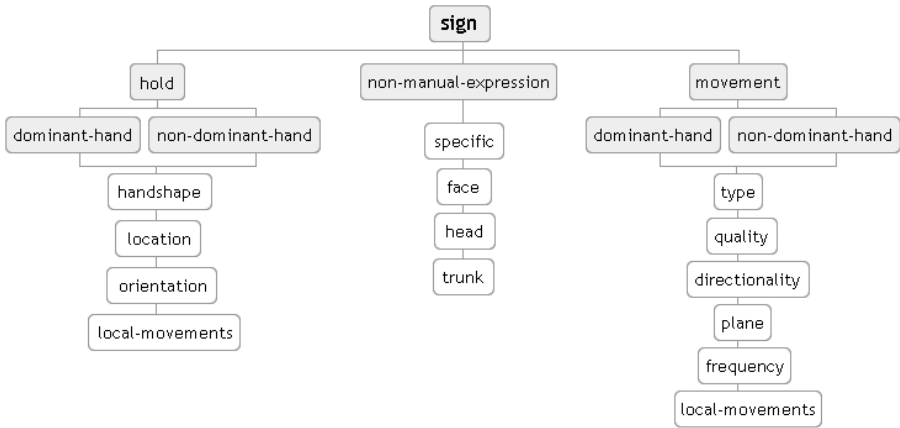 sign
hold non-manual-expression movement
dominant-hand non-dominant-hand dominant-hand non-dominant-hand
specific
handshape type
face
location head quality
orientation trunk directionality
local-movements plane
frequency
local-movements